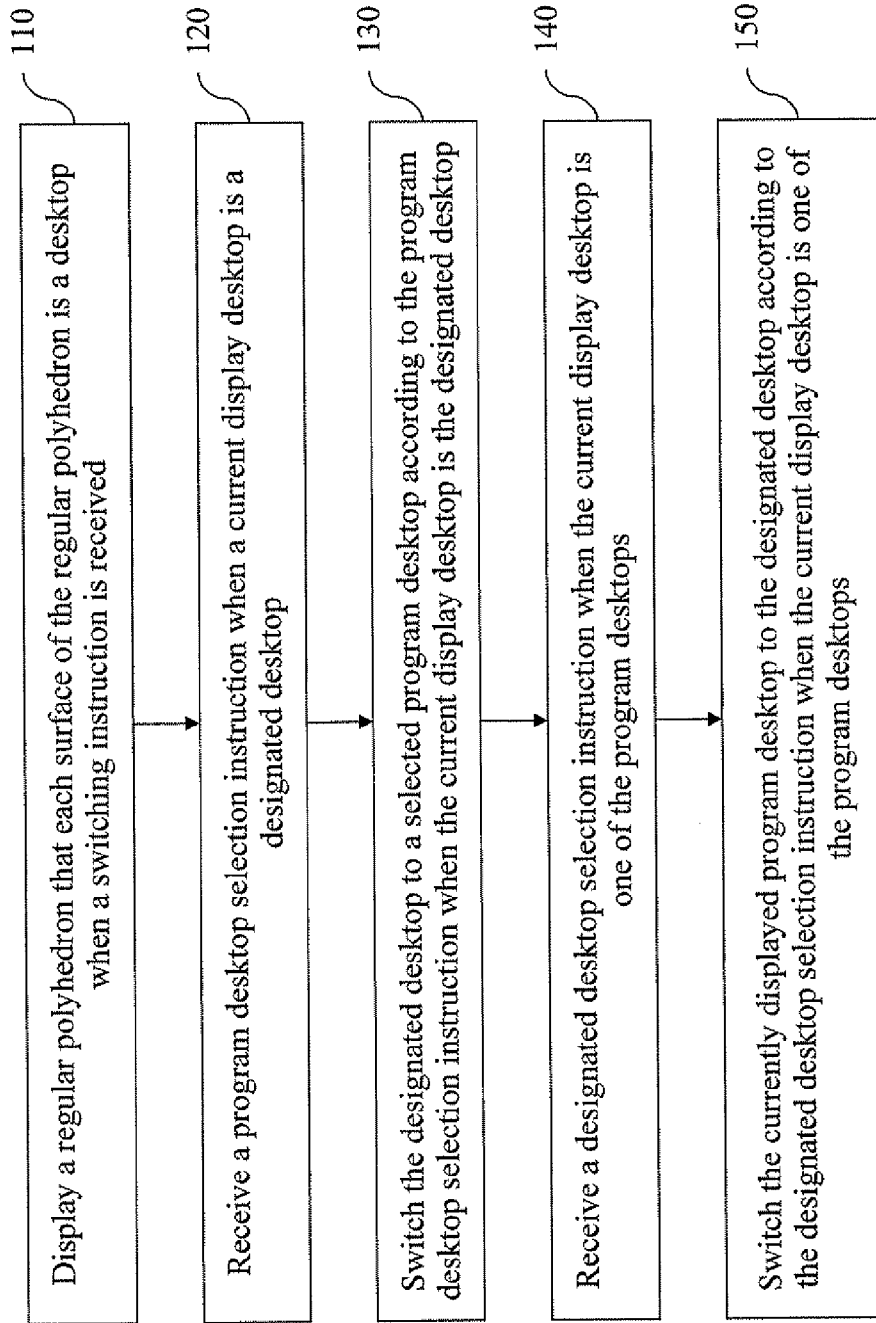 110
Display a regular polyhedron that each surface of the regular polyhedron is a desktop
when a switching instruction is received
120
Receive a program desktop selection instruction when a current display desktop is a
designated desktop
130
Switch the designated desktop to a selected program desktop according to the program
desktop selection instruction when the current display desktop is the designated desktop
140
Receive a designated desktop selection instruction when the current display desktop is
one of the program desktops
150
Switch the currently displayed program desktop to the designated desktop according to
the designated desktop selection instruction when the current display desktop is one of
the program desktops